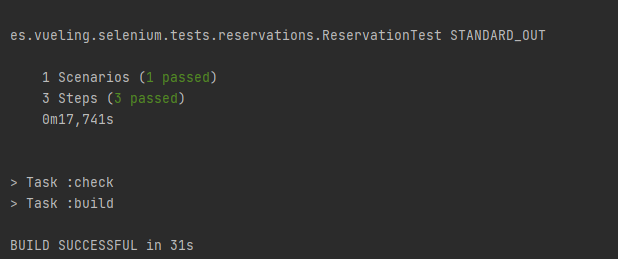 es.vueling.selenium.tests.reservations.ReservationTest STANDARD_OUT
1 Scenarios (1 passed)
3 Steps (3 passed)
0m17,741s
> Task :check
> Task :build
BUILD SUCCESSFUL in 31s